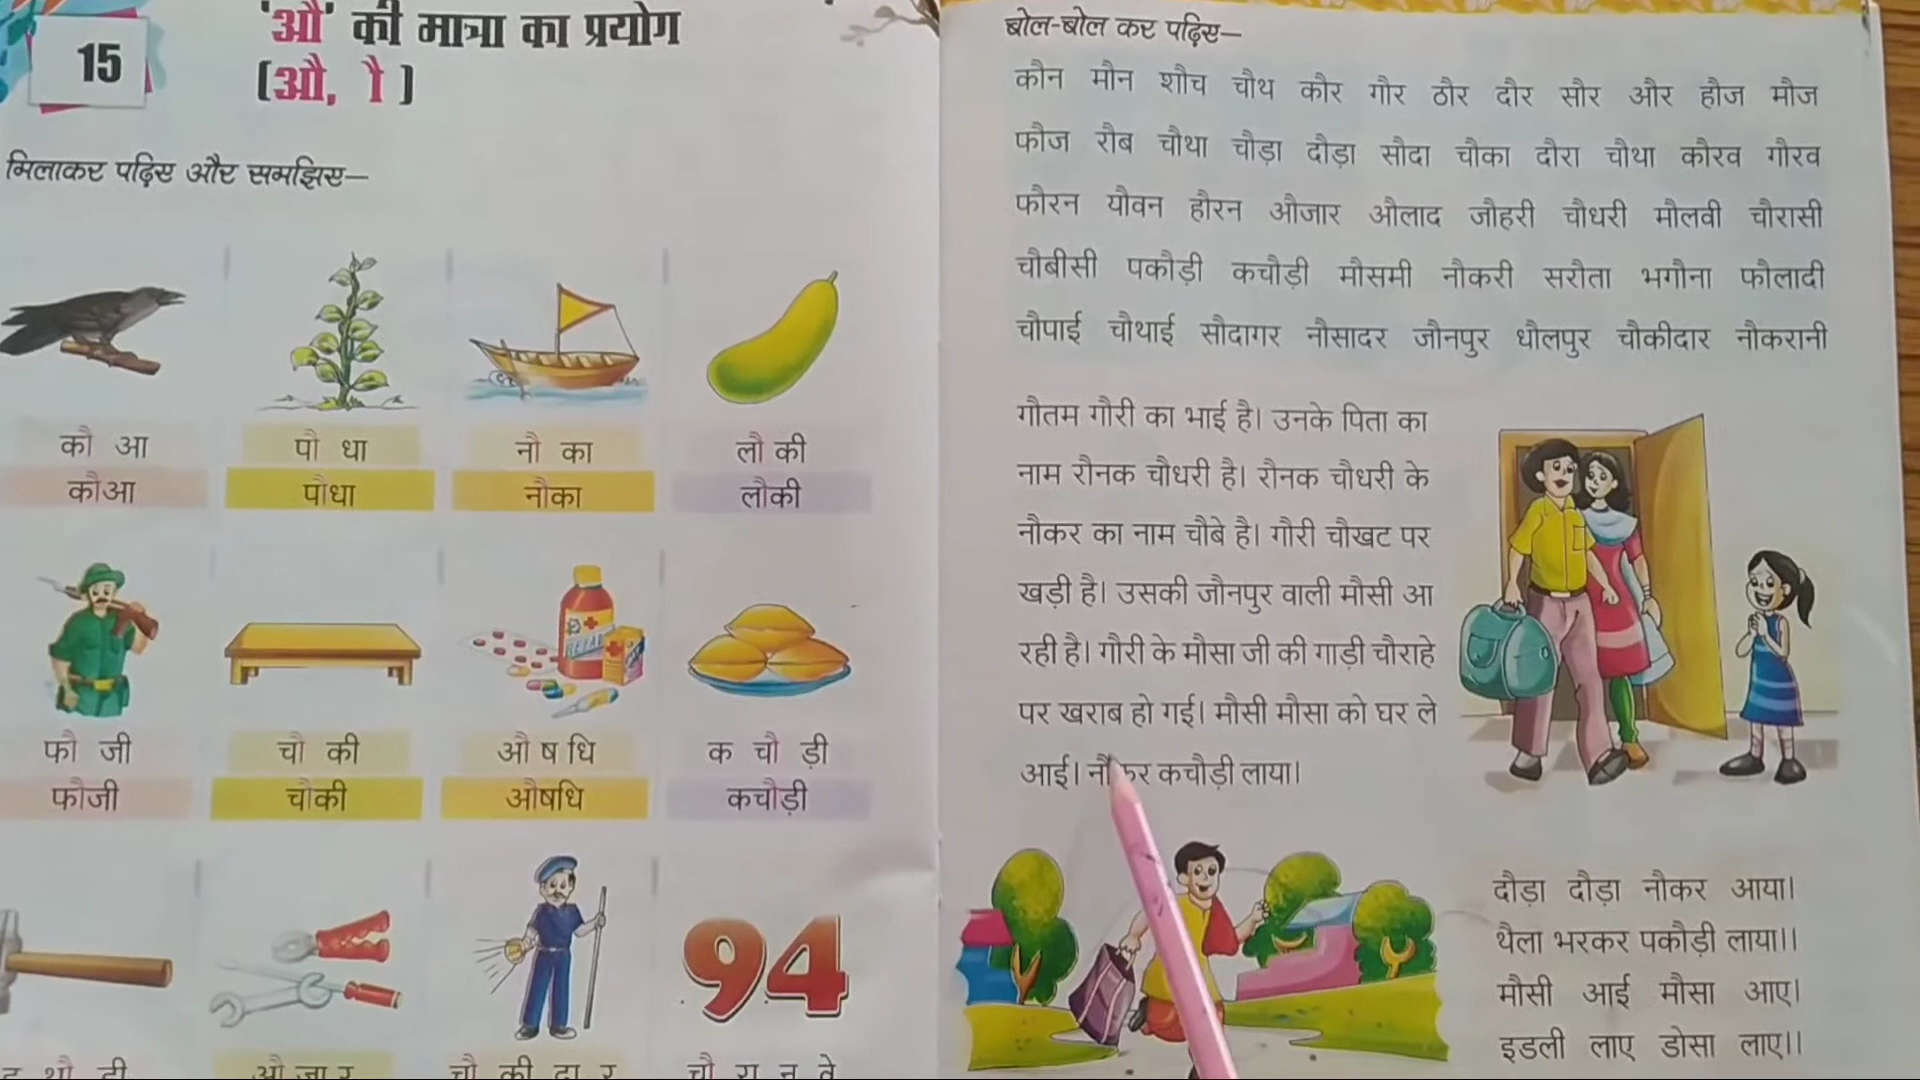 15
'औ' की मात्रा का प्रयोग
(औ, ौ)
मिलाकर पढ़िए और समझिए—
कौ आ पौ धा नौ का लौ की
कौआ पौधा नौका लौकी
फौ जी चौ की औ ष धि क चौ ड़ी
फौजी चौकी औषधि कचौड़ी
94
थौ ड़ी औ जा र चौ की दा र चौ रा न वे
बोल-बोल कर पढ़िए—
कौन मौन शौच चौथ कौर गौर ठौर दौर सौर और हौज मौज
फौज रौब चौथा चौड़ा दौड़ा सौदा चौका दौरा चौथा कौरव गौरव
फौरन यौवन हौरन औजार औलाद जौहरी चौधरी मौलवी चौरासी
चौबीसी पकौड़ी कचौड़ी मौसमी नौकरी सरौता भगौना फौलादी
चौपाई चौथाई सौदागर नौसादर जौनपुर धौलपुर चौकीदार नौकरानी
गौतम गौरी का भाई है। उनके पिता का
नाम रौनक चौधरी है। रौनक चौधरी के
नौकर का नाम चौबे है। गौरी चौखट पर
खड़ी है। उसकी जौनपुर वाली मौसी आ
रही है। गौरी के मौसा जी की गाड़ी चौराहे
पर खराब हो गई। मौसी मौसा को घर ले
आई। नौकर कचौड़ी लाया।
दौड़ा दौड़ा नौकर आया।
थैला भरकर पकौड़ी लाया।।
मौसी आई मौसा आए।
इडली लाए डोसा लाए।।